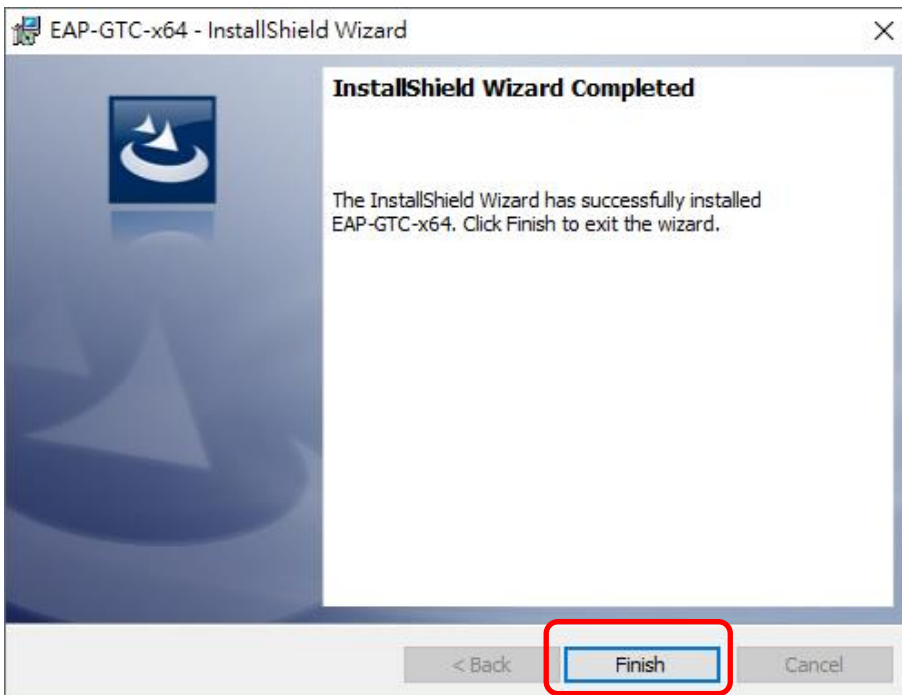 EAP-GTC-x64 - InstallShield Wizard
InstallShield Wizard Completed
The InstallShield Wizard has successfully installed
EAP-GTC-x64. Click Finish to exit the wizard.
< Back Finish Cancel